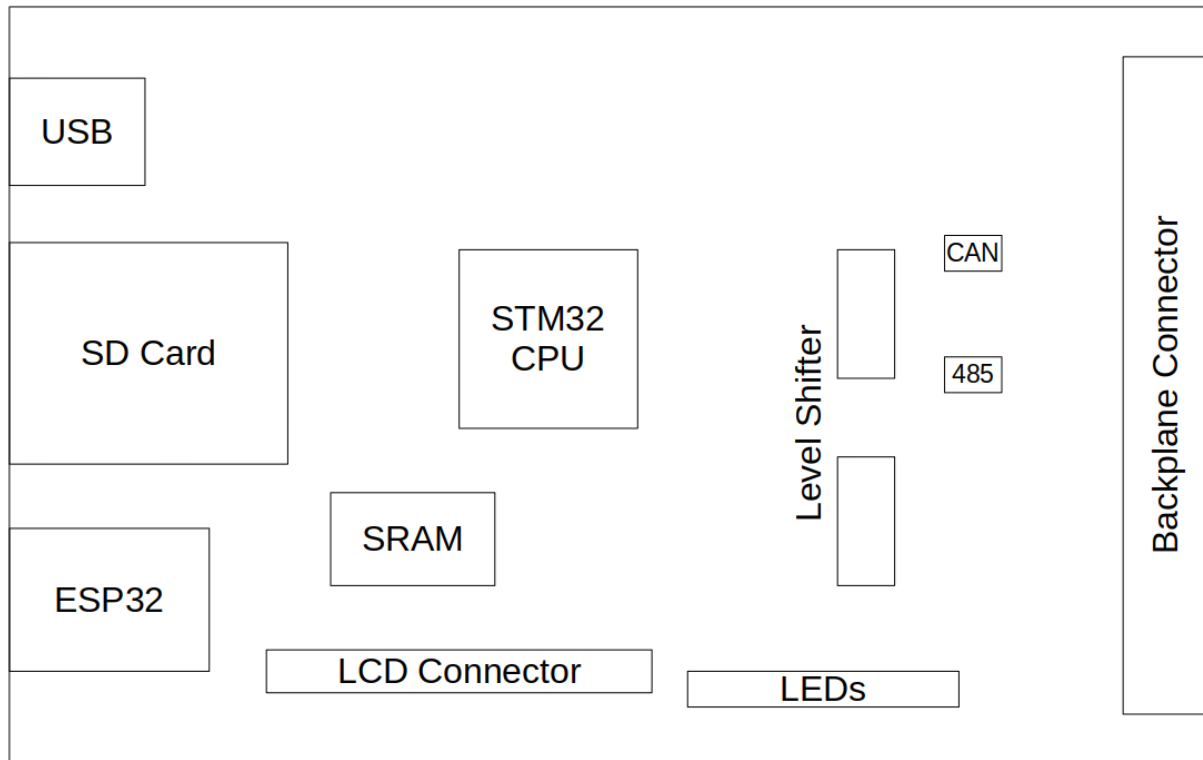 USB
SD Card
ESP32
STM32
CPU
SRAM
LCD Connector
Level Shifter
CAN
485
LEDs
Backplane Connector